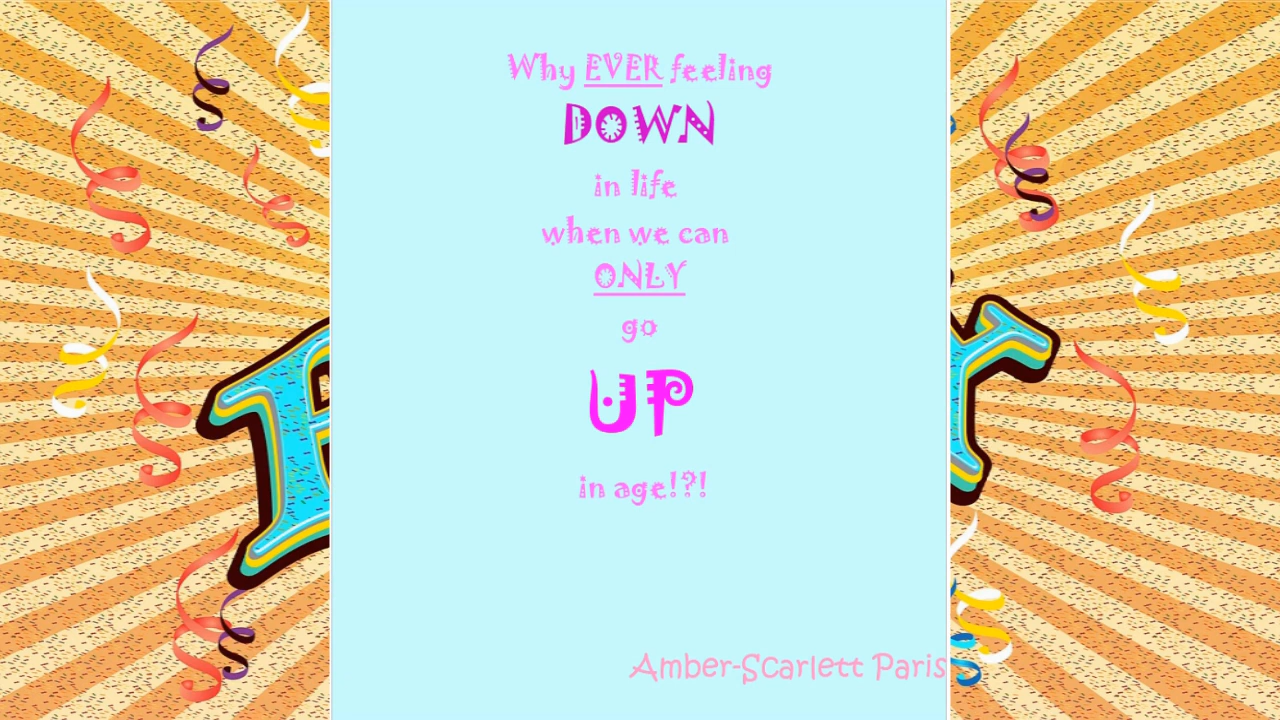 Why EVER feeling
DOWN
in life
when we can
ONLY
go
UP
in age!?!
Amber-Scarlett Paris